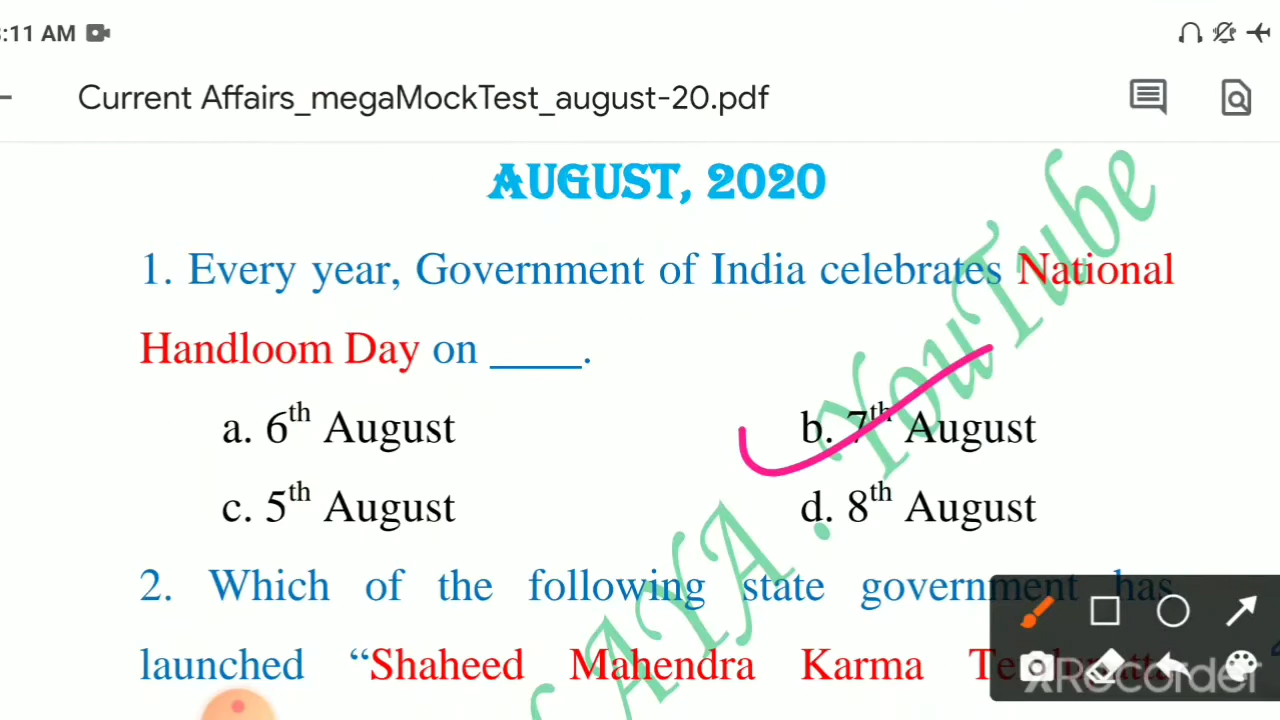 :11 AM
Current Affairs_megaMockTest_august-20.pdf
AUGUST, 2020
1. Every year, Government of India celebrates National
Handloom Day on ____.
a. 6th August
b. 7th August
c. 5th August
d. 8th August
2. Which of the following state government has
launched “Shaheed Mahendra Karma
AYA . YouTube
XRecorder